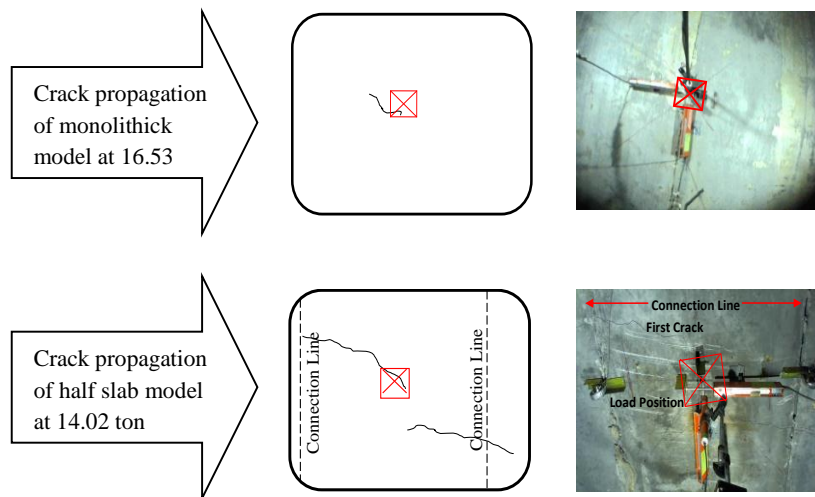 Crack propagation
of monolithick
model at 16.53
Crack propagation
of half slab model
at 14.02 ton
Connection Line
Connection Line
Connection Line
First Crack
Load Position